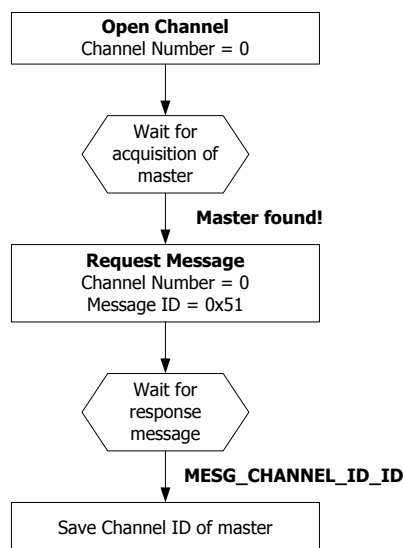 Open Channel
Channel Number = 0
Wait for
acquisition of
master
Master found!
Request Message
Channel Number = 0
Message ID = 0x51
Wait for
response
message
MESG_CHANNEL_ID_ID
Save Channel ID of master